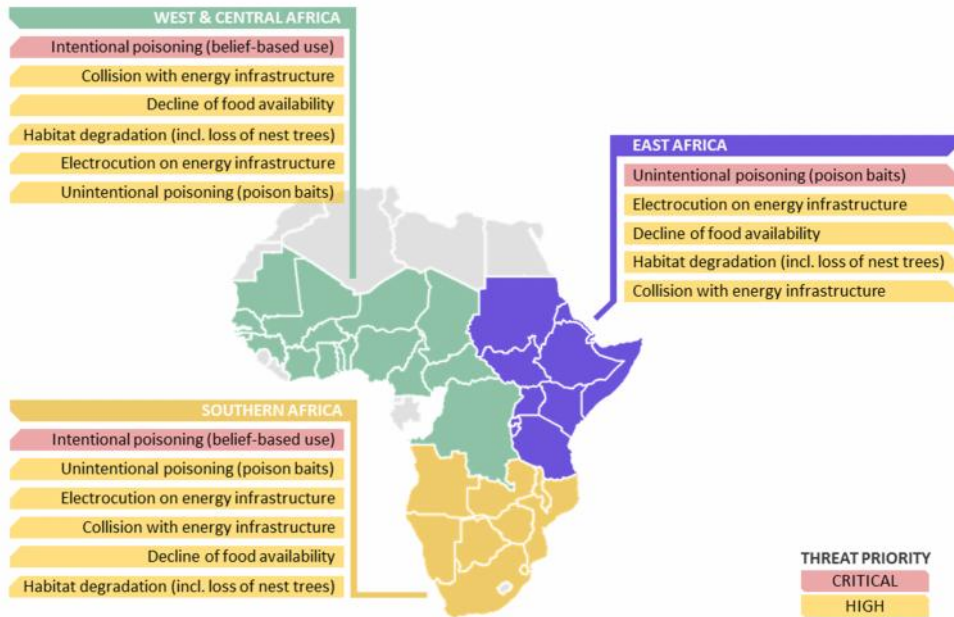 WEST & CENTRAL AFRICA
Intentional poisoning (belief-based use)
Collision with energy infrastructure
Decline of food availability
Habitat degradation (incl. loss of nest trees)
Electrocution on energy infrastructure
Unintentional poisoning (poison baits)
EAST AFRICA
Unintentional poisoning (poison baits)
Electrocution on energy infrastructure
Decline of food availability
Habitat degradation (incl. loss of nest trees)
Collision with energy infrastructure
SOUTHERN AFRICA
Intentional poisoning (belief-based use)
Unintentional poisoning (poison baits)
Electrocution on energy infrastructure
Collision with energy infrastructure
Decline of food availability
Habitat degradation (incl. loss of nest trees)
THREAT PRIORITY
CRITICAL
HIGH